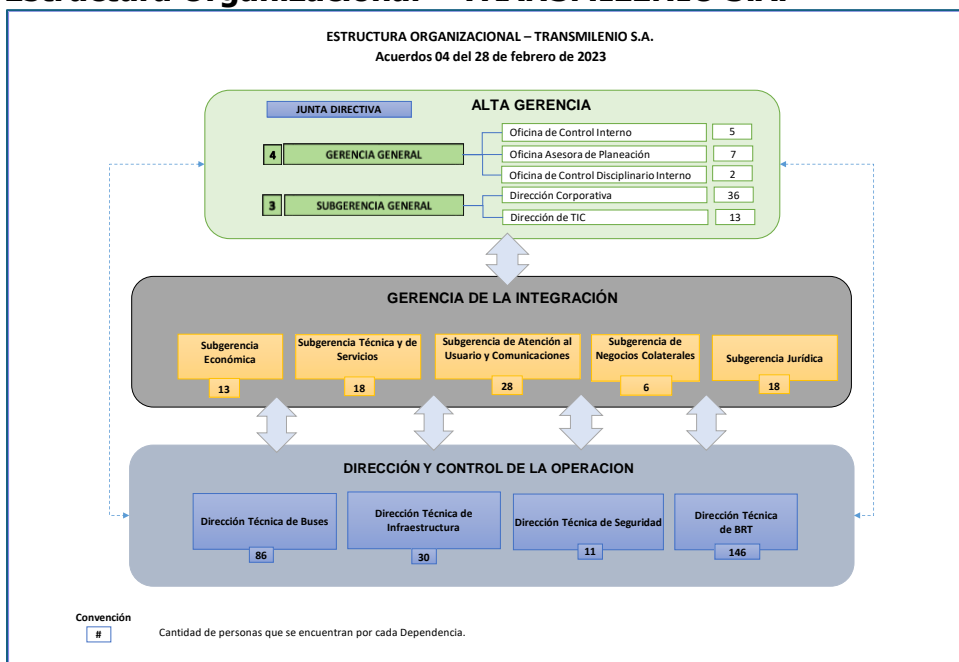 ESTRUCTURA ORGANIZACIONAL – TRANSMILENIO S.A.
Acuerdos 04 del 28 de febrero de 2023
ALTA GERENCIA
JUNTA DIRECTIVA
4
GERENCIA GENERAL
Oficina de Control Interno
5
Oficina Asesora de Planeación
7
Oficina de Control Disciplinario Interno
2
3
SUBGERENCIA GENERAL
Dirección Corporativa
36
Dirección de TIC
13
GERENCIA DE LA INTEGRACIÓN
Subgerencia
Económica
13
Subgerencia Técnica y de
Servicios
18
Subgerencia de Atención al
Usuario y Comunicaciones
28
Subgerencia de
Negocios Colaterales
6
Subgerencia Jurídica
18
DIRECCIÓN Y CONTROL DE LA OPERACION
Dirección Técnica de Buses
86
Dirección Técnica de
Infraestructura
30
Dirección Técnica de Seguridad
11
Dirección Técnica
de BRT
146
Convención
#
Cantidad de personas que se encuentran por cada Dependencia.